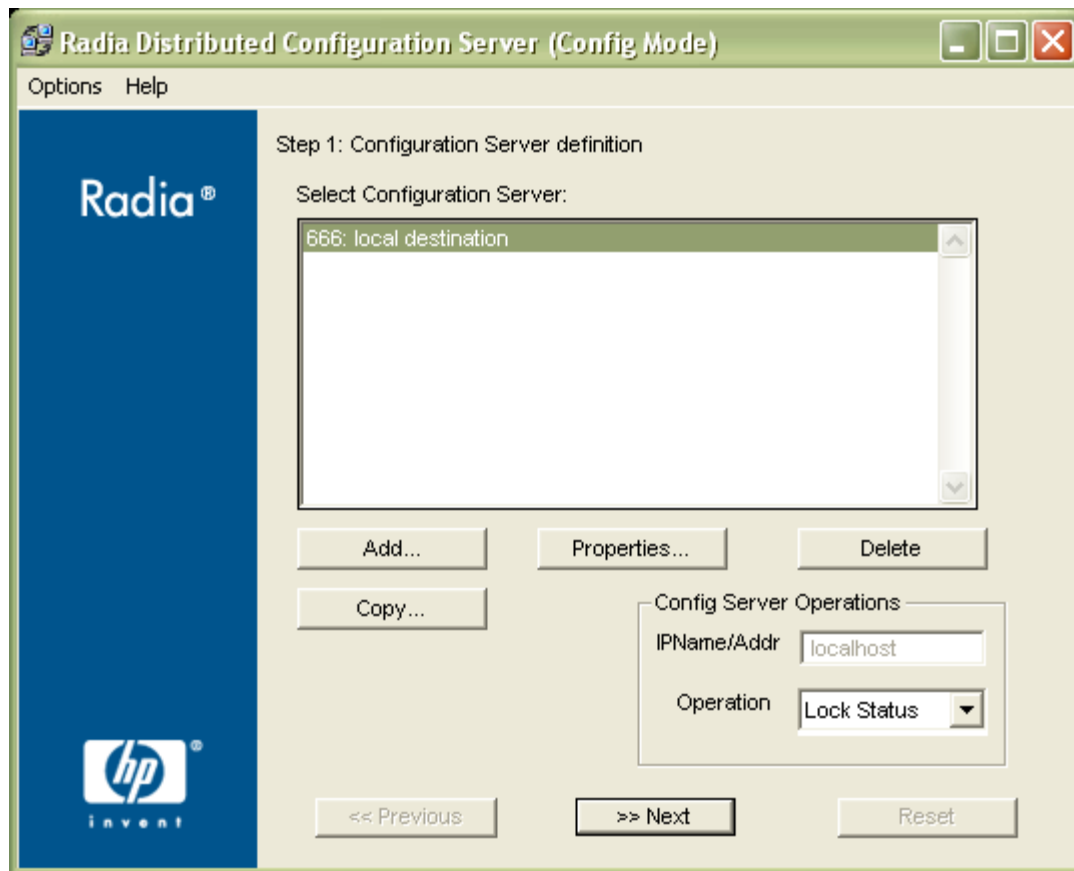 Radia Distributed Configuration Server (Config Mode)
Options Help
Radia®
Step 1: Configuration Server definition
Select Configuration Server:
666: local destination
Add... Properties... Delete
Copy...
Config Server Operations
IPName/Addr localhost
Operation Lock Status
hp®
invent
<< Previous >> Next Reset